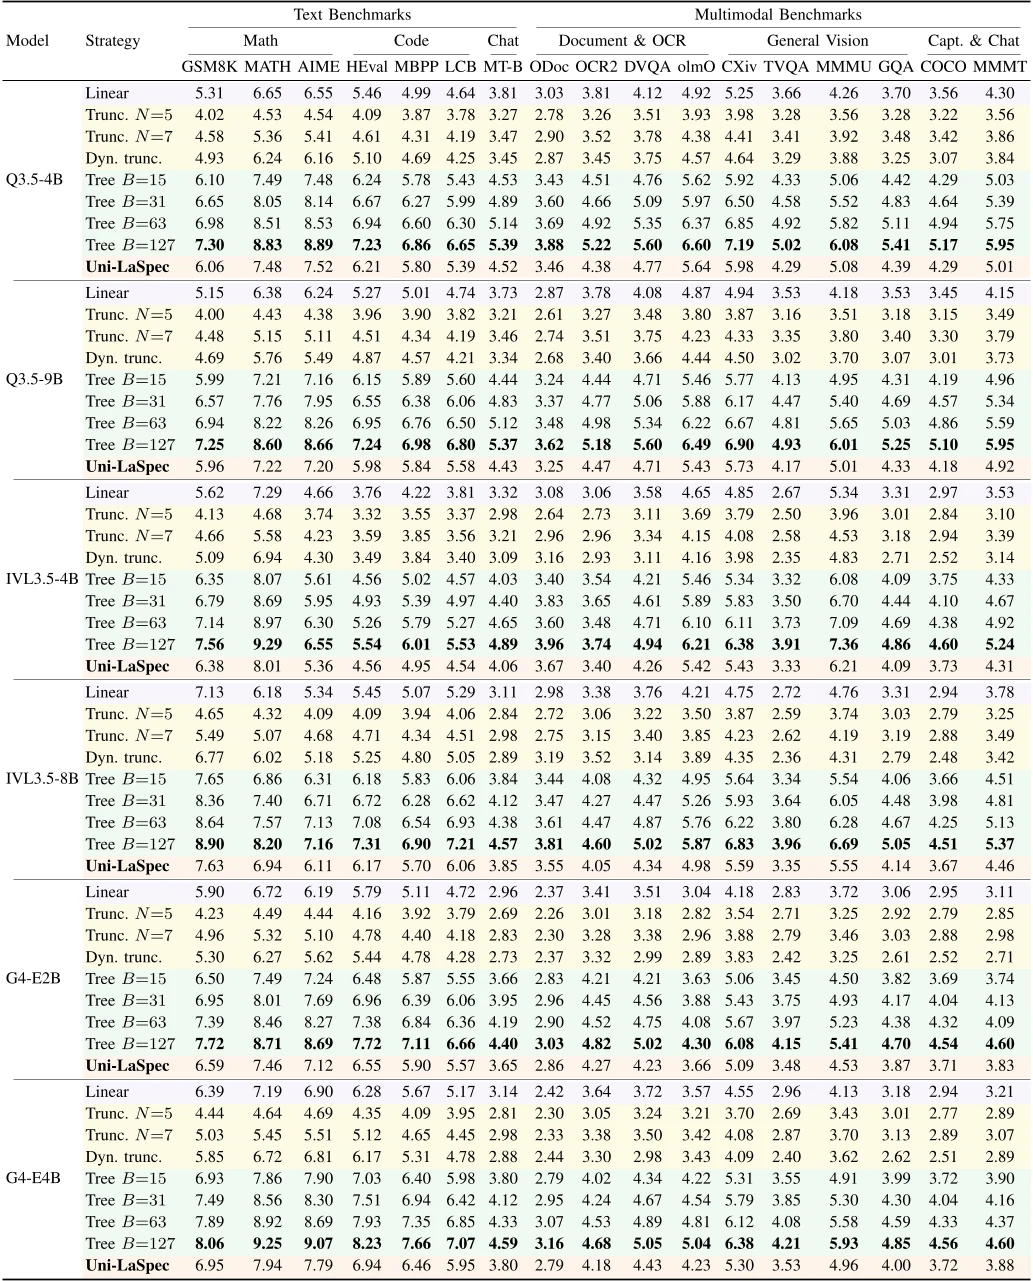 Text Benchmarks Multimodal Benchmarks
Model Strategy Math Code Chat Document & OCR General Vision Capt. & Chat
GSM8K MATH AIME HEval MBPP LCB MT-B ODoc OCR2 DVQA olmO CXiv TVQA MMMU GQA COCO MMMT
Linear 5.31 6.65 6.55 5.46 4.99 4.64 3.81 3.03 3.81 4.12 4.92 5.25 3.66 4.26 3.70 3.56 4.30
Trunc. N=5 4.02 4.53 4.54 4.09 3.87 3.78 3.27 2.78 3.26 3.51 3.93 3.98 3.28 3.56 3.28 3.22 3.56
Trunc. N=7 4.58 5.36 5.41 4.61 4.31 4.19 3.47 2.90 3.52 3.78 4.38 4.41 3.41 3.92 3.48 3.42 3.86
Dyn. trunc. 4.93 6.24 6.16 5.10 4.69 4.25 3.45 2.87 3.45 3.75 4.57 4.64 3.29 3.88 3.25 3.07 3.84
Q3.5-4B Tree B=15 6.10 7.49 7.48 6.24 5.78 5.43 4.53 3.43 4.51 4.76 5.62 5.92 4.33 5.06 4.42 4.29 5.03
Tree B=31 6.65 8.05 8.14 6.67 6.27 5.99 4.89 3.60 4.66 5.09 5.97 6.50 4.58 5.52 4.83 4.64 5.39
Tree B=63 6.98 8.51 8.53 6.94 6.60 6.30 5.14 3.69 4.92 5.35 6.37 6.85 4.92 5.82 5.11 4.94 5.75
Tree B=127 7.30 8.83 8.89 7.23 6.86 6.65 5.39 3.88 5.22 5.60 6.60 7.19 5.02 6.08 5.41 5.17 5.95
Uni-LaSpec 6.06 7.48 7.52 6.21 5.80 5.39 4.52 3.46 4.38 4.77 5.64 5.98 4.29 5.08 4.39 4.29 5.01
Linear 5.15 6.38 6.24 5.27 5.01 4.74 3.73 2.87 3.78 4.08 4.87 4.94 3.53 4.18 3.53 3.45 4.15
Trunc. N=5 4.00 4.43 4.38 3.96 3.90 3.82 3.21 2.61 3.27 3.48 3.80 3.87 3.16 3.51 3.18 3.15 3.49
Trunc. N=7 4.48 5.15 5.11 4.51 4.34 4.19 3.46 2.74 3.51 3.75 4.23 4.33 3.35 3.80 3.40 3.30 3.79
Dyn. trunc. 4.69 5.76 5.49 4.87 4.57 4.21 3.34 2.68 3.40 3.66 4.44 4.50 3.02 3.70 3.07 3.01 3.73
Q3.5-9B Tree B=15 5.99 7.21 7.16 6.15 5.89 5.60 4.44 3.24 4.44 4.71 5.46 5.77 4.13 4.95 4.31 4.19 4.96
Tree B=31 6.57 7.76 7.95 6.55 6.38 6.06 4.83 3.37 4.77 5.06 5.88 6.17 4.47 5.40 4.69 4.57 5.34
Tree B=63 6.94 8.22 8.26 6.95 6.76 6.50 5.12 3.48 4.98 5.34 6.22 6.67 4.81 5.65 5.03 4.86 5.59
Tree B=127 7.25 8.60 8.66 7.24 6.98 6.80 5.37 3.62 5.18 5.60 6.49 6.90 4.93 6.01 5.25 5.10 5.95
Uni-LaSpec 5.96 7.22 7.20 5.98 5.84 5.58 4.43 3.25 4.47 4.71 5.43 5.73 4.17 5.01 4.33 4.18 4.92
Linear 5.62 7.29 4.66 3.76 4.22 3.81 3.32 3.08 3.06 3.58 4.65 4.85 2.67 5.34 3.31 2.97 3.53
Trunc. N=5 4.13 4.68 3.74 3.32 3.55 3.37 2.98 2.64 2.73 3.11 3.69 3.79 2.50 3.96 3.01 2.84 3.10
Trunc. N=7 4.66 5.58 4.23 3.59 3.85 3.56 3.21 2.96 2.96 3.34 4.15 4.08 2.58 4.53 3.18 2.94 3.39
Dyn. trunc. 5.09 6.94 4.30 3.49 3.84 3.40 3.09 3.16 2.93 3.11 4.16 3.98 2.35 4.83 2.71 2.52 3.14
IVL3.5-4B Tree B=15 6.35 8.07 5.61 4.56 5.02 4.57 4.03 3.40 3.54 4.21 5.46 5.34 3.32 6.08 4.09 3.75 4.33
Tree B=31 6.79 8.69 5.95 4.93 5.39 4.97 4.40 3.83 3.65 4.61 5.89 5.83 3.50 6.70 4.44 4.10 4.67
Tree B=63 7.14 8.97 6.30 5.26 5.79 5.27 4.65 3.60 3.48 4.71 6.10 6.11 3.73 7.09 4.69 4.38 4.92
Tree B=127 7.56 9.29 6.55 5.54 6.01 5.53 4.89 3.96 3.74 4.94 6.21 6.38 3.91 7.36 4.86 4.60 5.24
Uni-LaSpec 6.38 8.01 5.36 4.56 4.95 4.54 4.06 3.67 3.40 4.26 5.42 5.43 3.33 6.21 4.09 3.73 4.31
Linear 7.13 6.18 5.34 5.45 5.07 5.29 3.11 2.98 3.38 3.76 4.21 4.75 2.72 4.76 3.31 2.94 3.78
Trunc. N=5 4.65 4.32 4.09 4.09 3.94 4.06 2.84 2.72 3.06 3.22 3.50 3.87 2.59 3.74 3.03 2.79 3.25
Trunc. N=7 5.49 5.07 4.68 4.71 4.34 4.51 2.98 2.75 3.15 3.40 3.85 4.23 2.62 4.19 3.19 2.88 3.49
Dyn. trunc. 6.77 6.02 5.18 5.25 4.80 5.05 2.89 3.19 3.52 3.14 3.89 4.35 2.36 4.31 2.79 2.48 3.42
IVL3.5-8B Tree B=15 7.65 6.86 6.31 6.18 5.83 6.06 3.84 3.44 4.08 4.32 4.95 5.64 3.34 5.54 4.06 3.66 4.51
Tree B=31 8.36 7.40 6.71 6.72 6.28 6.62 4.12 3.47 4.27 4.47 5.26 5.93 3.64 6.05 4.48 3.98 4.81
Tree B=63 8.64 7.57 7.13 7.08 6.54 6.93 4.38 3.61 4.47 4.87 5.76 6.22 3.80 6.28 4.67 4.25 5.13
Tree B=127 8.90 8.20 7.16 7.31 6.90 7.21 4.57 3.81 4.60 5.02 5.87 6.83 3.96 6.69 5.05 4.51 5.37
Uni-LaSpec 7.63 6.94 6.11 6.17 5.70 6.06 3.85 3.55 4.05 4.34 4.98 5.59 3.35 5.55 4.14 3.67 4.46
Linear 5.90 6.72 6.19 5.79 5.11 4.72 2.96 2.37 3.41 3.51 3.04 4.18 2.83 3.72 3.06 2.95 3.11
Trunc. N=5 4.23 4.49 4.44 4.16 3.92 3.79 2.69 2.26 3.01 3.18 2.82 3.54 2.71 3.25 2.92 2.79 2.85
Trunc. N=7 4.96 5.32 5.10 4.78 4.40 4.18 2.83 2.30 3.28 3.38 2.96 3.88 2.79 3.46 3.03 2.88 2.98
Dyn. trunc. 5.30 6.27 5.62 5.44 4.78 4.28 2.73 2.37 3.32 2.99 2.89 3.83 2.42 3.25 2.61 2.52 2.71
G4-E2B Tree B=15 6.50 7.49 7.24 6.48 5.87 5.55 3.66 2.83 4.21 4.21 3.63 5.06 3.45 4.50 3.82 3.69 3.74
Tree B=31 6.95 8.01 7.69 6.96 6.39 6.06 3.95 2.96 4.45 4.56 3.88 5.43 3.75 4.93 4.17 4.04 4.13
Tree B=63 7.39 8.46 8.27 7.38 6.84 6.36 4.19 2.90 4.52 4.75 4.08 5.67 3.97 5.23 4.38 4.32 4.09
Tree B=127 7.72 8.71 8.69 7.72 7.11 6.66 4.40 3.03 4.82 5.02 4.30 6.08 4.15 5.41 4.70 4.54 4.60
Uni-LaSpec 6.59 7.46 7.12 6.55 5.90 5.57 3.65 2.86 4.27 4.23 3.66 5.09 3.48 4.53 3.87 3.71 3.83
Linear 6.39 7.19 6.90 6.28 5.67 5.17 3.14 2.42 3.64 3.72 3.57 4.55 2.96 4.13 3.18 2.94 3.21
Trunc. N=5 4.44 4.64 4.69 4.35 4.09 3.95 2.81 2.30 3.05 3.24 3.21 3.70 2.69 3.43 3.01 2.77 2.89
Trunc. N=7 5.03 5.45 5.51 5.12 4.65 4.45 2.98 2.33 3.38 3.50 3.42 4.08 2.87 3.70 3.13 2.89 3.07
Dyn. trunc. 5.85 6.72 6.81 6.17 5.31 4.78 2.88 2.44 3.30 2.98 3.43 4.09 2.40 3.62 2.62 2.51 2.89
G4-E4B Tree B=15 6.93 7.86 7.90 7.03 6.40 5.98 3.80 2.79 4.02 4.34 4.22 5.31 3.55 4.91 3.99 3.72 3.90
Tree B=31 7.49 8.56 8.30 7.51 6.94 6.42 4.12 2.95 4.24 4.67 4.54 5.79 3.85 5.30 4.30 4.04 4.16
Tree B=63 7.89 8.92 8.69 7.93 7.35 6.85 4.33 3.07 4.53 4.89 4.81 6.12 4.08 5.58 4.59 4.33 4.37
Tree B=127 8.06 9.25 9.07 8.23 7.66 7.07 4.59 3.16 4.68 5.05 5.04 6.38 4.21 5.93 4.85 4.56 4.60
Uni-LaSpec 6.95 7.94 7.79 6.94 6.46 5.95 3.80 2.79 4.18 4.43 4.23 5.30 3.53 4.96 4.00 3.72 3.88